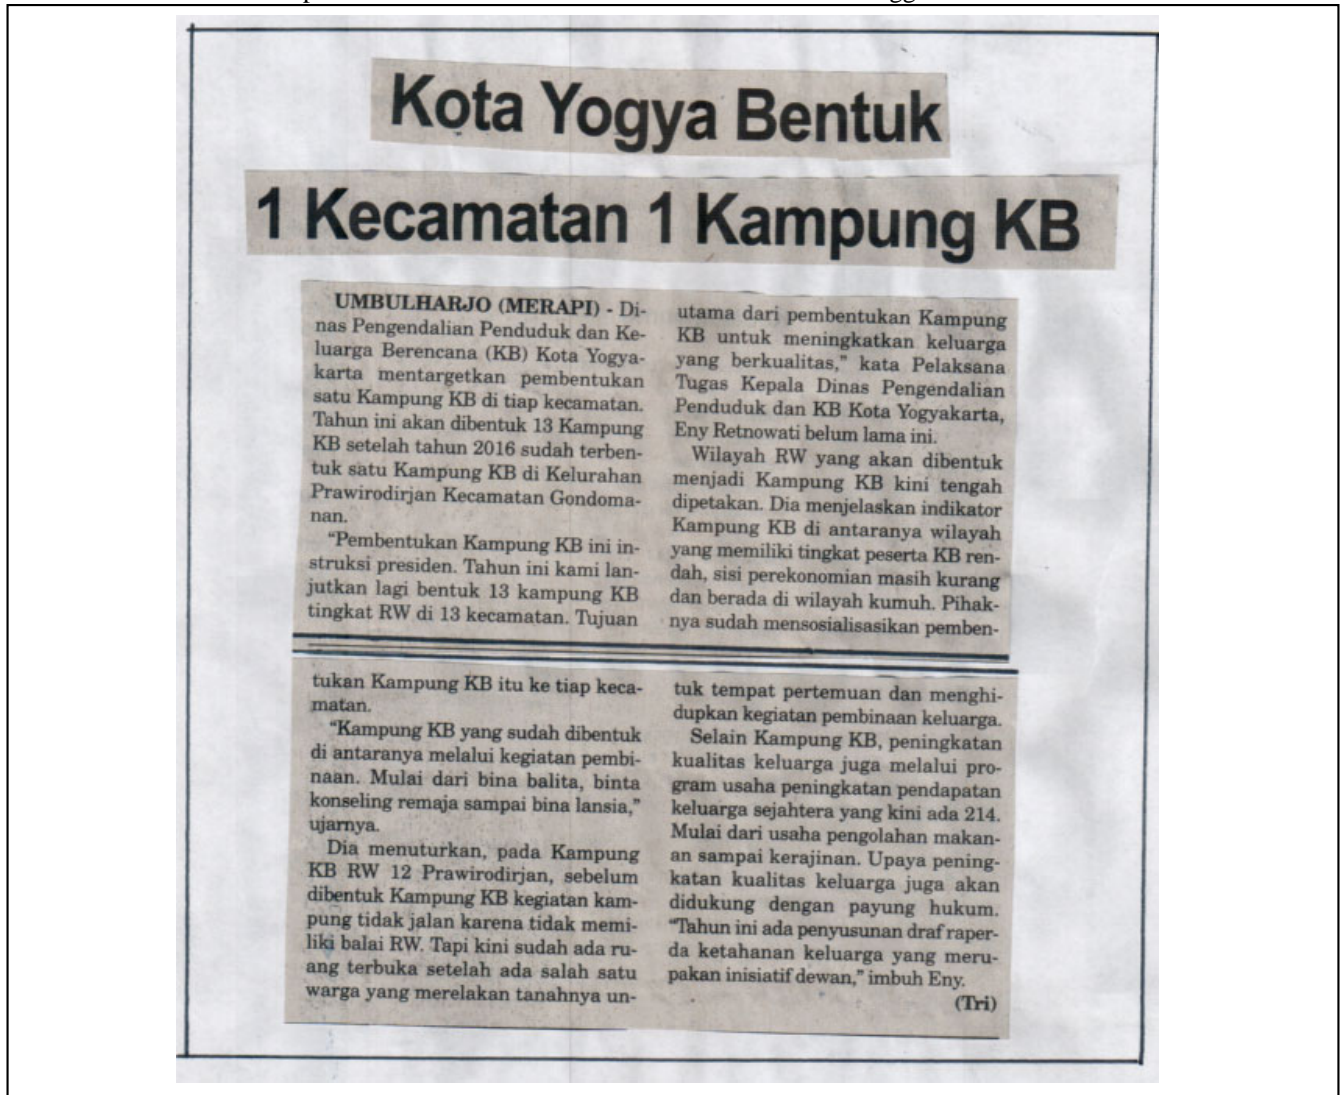 Kota Yogya Bentuk
1 Kecamatan 1 Kampung KB
UMBULHARJO (MERAPI) - Di-
nas Pengendalian Penduduk dan Ke-
luarga Berencana (KB) Kota Yogya-
karta mentargetkan pembentukan
satu Kampung KB di tiap kecamatan.
Tahun ini akan dibentuk 13 Kampung
KB setelah tahun 2016 sudah terben-
tuk satu Kampung KB di Kelurahan
Prawirodirjan Kecamatan Gondoma-
nan.
“Pembentukan Kampung KB ini in-
struksi presiden. Tahun ini kami lan-
jutkan lagi bentuk 13 kampung KB
tingkat RW di 13 kecamatan. Tujuan
utama dari pembentukan Kampung
KB untuk meningkatkan keluarga
yang berkualitas,” kata Pelaksana
Tugas Kepala Dinas Pengendalian
Penduduk dan KB Kota Yogyakarta,
Eny Retnowati belum lama ini.
Wilayah RW yang akan dibentuk
menjadi Kampung KB kini tengah
dipetakan. Dia menjelaskan indikator
Kampung KB di antaranya wilayah
yang memiliki tingkat peserta KB ren-
dah, sisi perekonomian masih kurang
dan berada di wilayah kumuh. Pihak-
nya sudah mensosialisasikan pemben-
tukan Kampung KB itu ke tiap keca-
matan.
“Kampung KB yang sudah dibentuk
di antaranya melalui kegiatan pembi-
naan. Mulai dari bina balita, binta
konseling remaja sampai bina lansia,”
ujarnya.
Dia menuturkan, pada Kampung
KB RW 12 Prawirodirjan, sebelum
dibentuk Kampung KB kegiatan kam-
pung tidak jalan karena tidak memi-
liki balai RW. Tapi kini sudah ada ru-
ang terbuka setelah ada salah satu
warga yang merelakan tanahnya un-
tuk tempat pertemuan dan menghi-
dupkan kegiatan pembinaan keluarga.
Selain Kampung KB, peningkatan
kualitas keluarga juga melalui pro-
gram usaha peningkatan pendapatan
keluarga sejahtera yang kini ada 214.
Mulai dari usaha pengolahan makan-
an sampai kerajinan. Upaya pening-
katan kualitas keluarga juga akan
didukung dengan payung hukum.
“Tahun ini ada penyusunan draf raper-
da ketahanan keluarga yang meru-
pakan inisiatif dewan,” imbuh Eny.
(Tri)